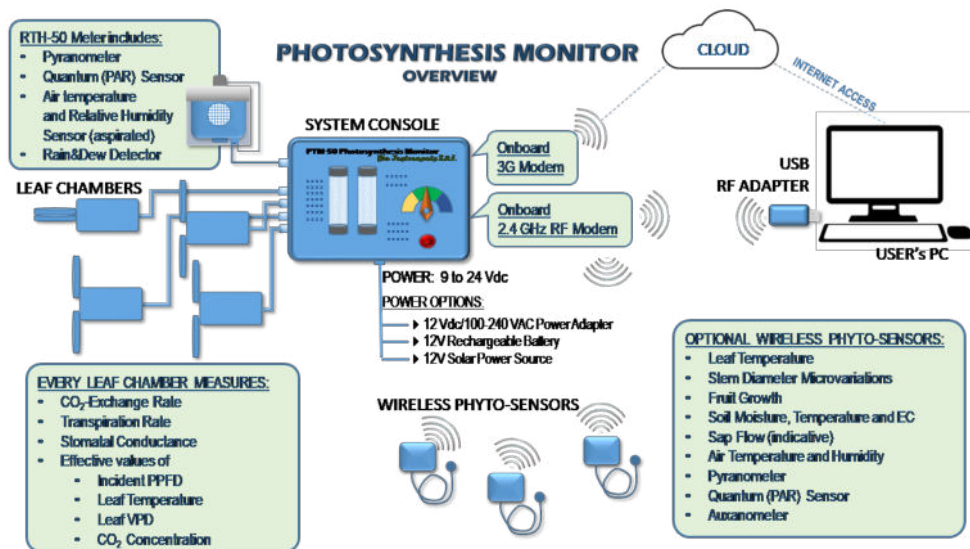 RTH-50 Meter includes:
• Pyranometer
• Quantum (PAR) Sensor
• Air temperature
and Relative Humidity
Sensor (aspirated)
• Rain&Dew Detector
PHOTOSYNTHESIS MONITOR
OVERVIEW
CLOUD
INTERNET ACCESS
SYSTEM CONSOLE
PTM-50 Photosynthesis Monitor
Onboard
3G Modem
Onboard
2.4 GHz RF Modem
USB
RF ADAPTER
USER's PC
LEAF CHAMBERS
POWER: 9 to 24 Vdc
POWER OPTIONS:
12 Vdc/100-240 VAC Power Adapter
12V Rechargeable Battery
12V Solar Power Source
EVERY LEAF CHAMBER MEASURES:
• CO₂-Exchange Rate
• Transpiration Rate
• Stomatal Conductance
• Effective values of
• Incident PPFD
• Leaf Temperature
• Leaf VPD
• CO₂ Concentration
WIRELESS PHYTO-SENSORS
OPTIONAL WIRELESS PHYTO-SENSORS:
• Leaf Temperature
• Stem Diameter Microvariations
• Fruit Growth
• Soil Moisture, Temperature and EC
• Sap Flow (indicative)
• Air Temperature and Humidity
• Pyranometer
• Quantum (PAR) Sensor
• Auxanometer